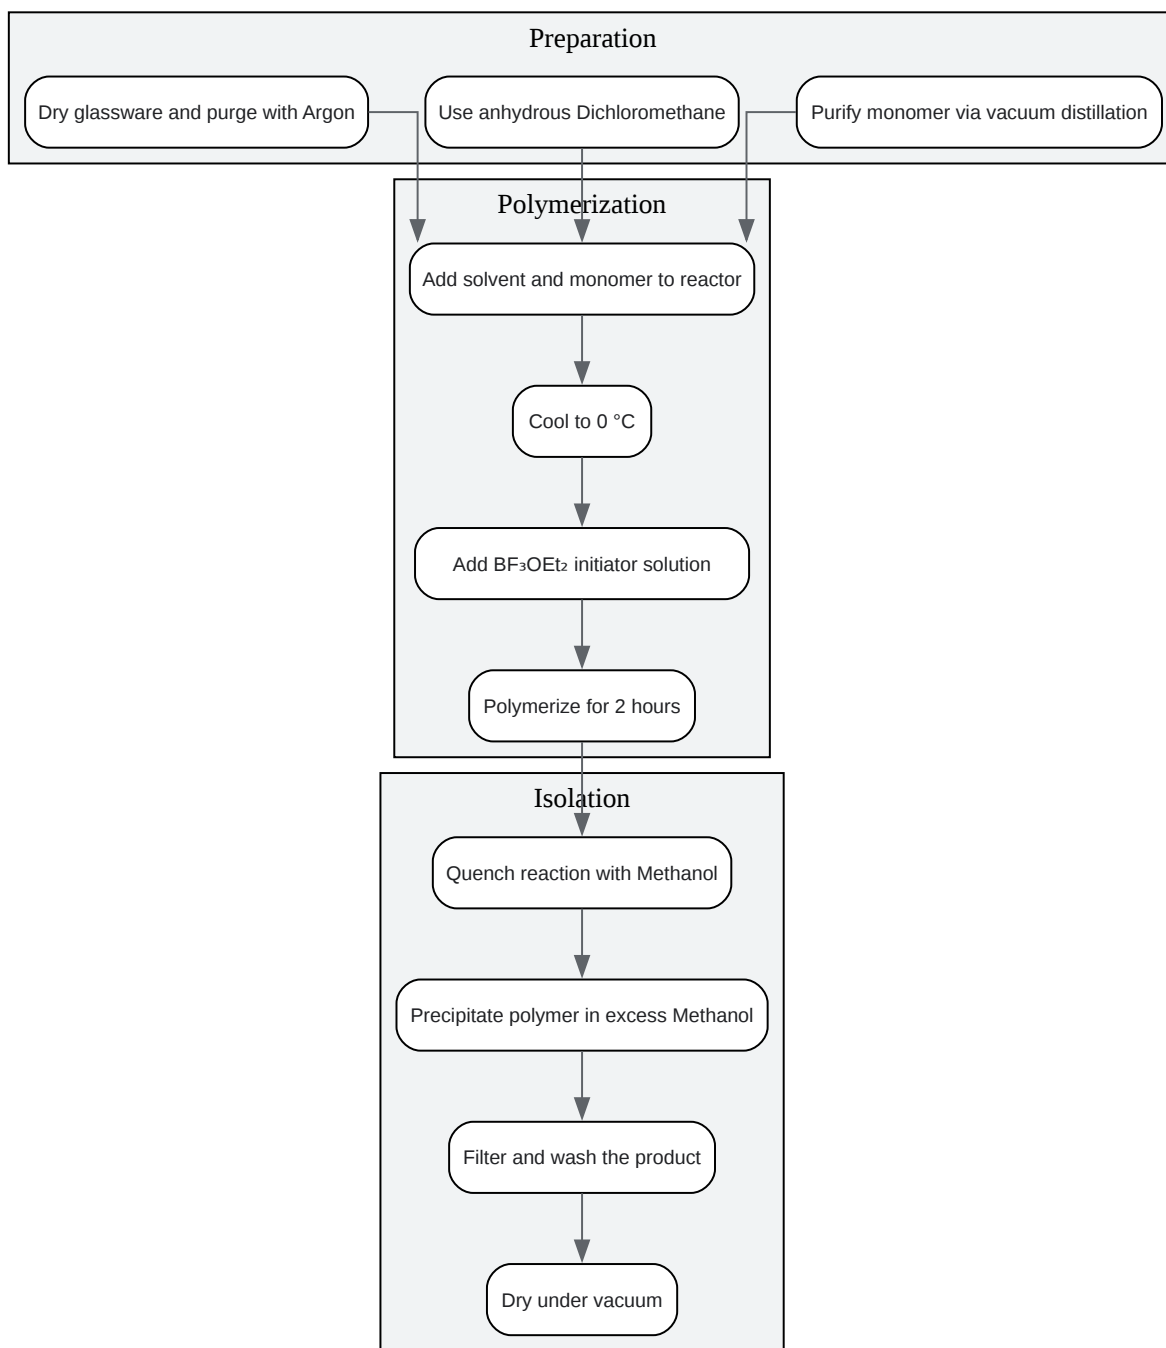 Preparation
Dry glassware and purge with Argon
Use anhydrous Dichloromethane
Purify monomer via vacuum distillation
Polymerization
Add solvent and monomer to reactor
Cool to 0 °C
Add BF₃OEt₂ initiator solution
Polymerize for 2 hours
Isolation
Quench reaction with Methanol
Precipitate polymer in excess Methanol
Filter and wash the product
Dry under vacuum